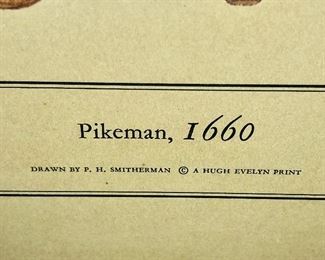 Pikeman, 1660
DRAWN BY P. H. SMITHERMAN © A HUGH EVELYN PRINT